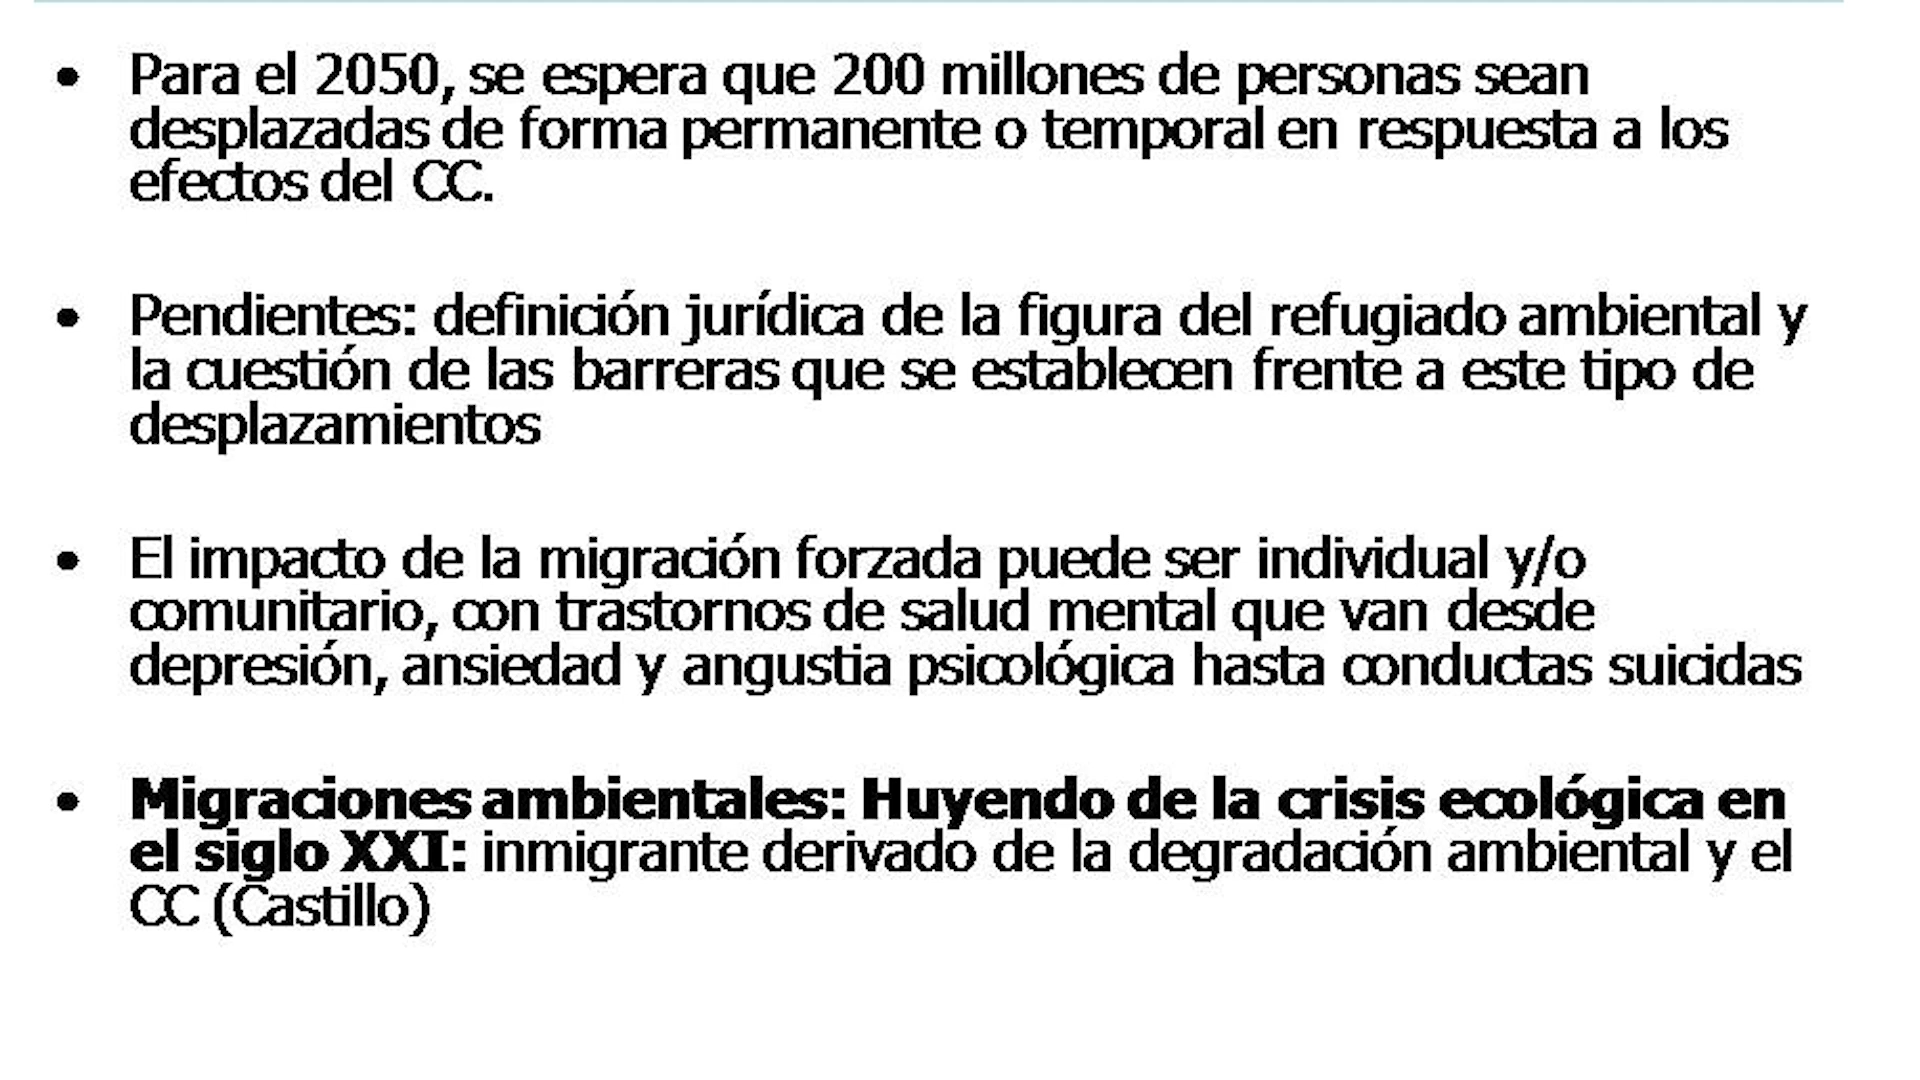 • Para el 2050, se espera que 200 millones de personas sean
desplazadas de forma permanente o temporal en respuesta a los
efectos del CC.
• Pendientes: definición jurídica de la figura del refugiado ambiental y
la cuestión de las barreras que se establecen frente a este tipo de
desplazamientos
• El impacto de la migración forzada puede ser individual y/o
comunitario, con trastornos de salud mental que van desde
depresión, ansiedad y angustia psicológica hasta conductas suicidas
• Migraciones ambientales: Huyendo de la crisis ecológica en
el siglo XXI: inmigrante derivado de la degradación ambiental y el
CC (Castillo)